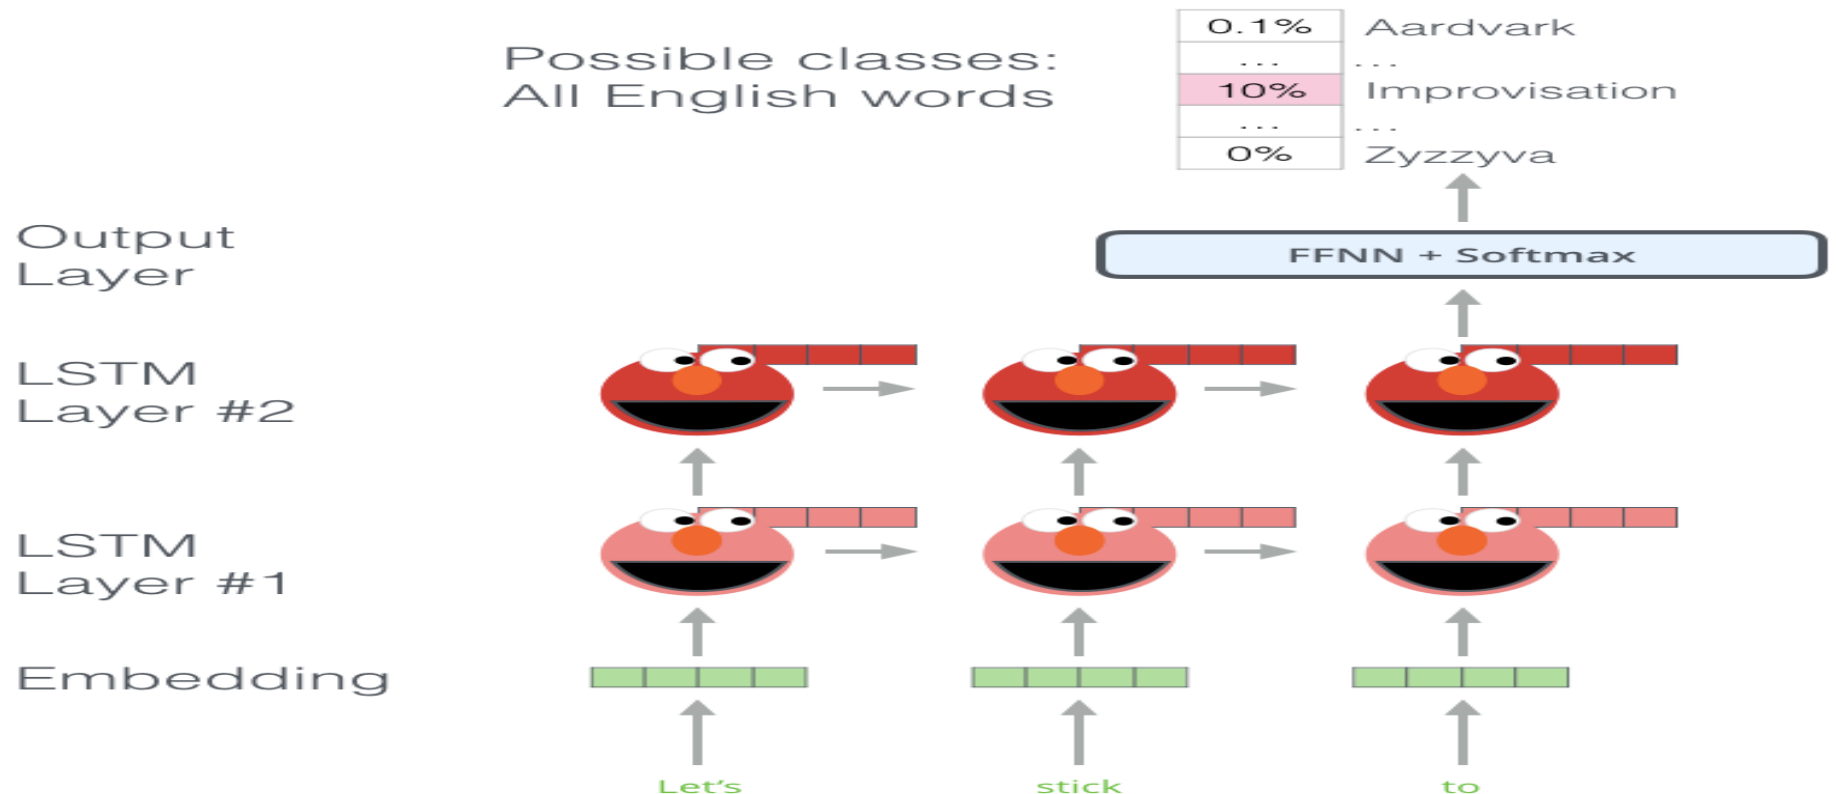 0.1% Aardvark
Possible classes:
... ...
All English words
10% Improvisation
... ...
0% Zyzzyva
Output
Layer
FFNN + Softmax
LSTM
Layer #2
LSTM
Layer #1
Embedding
Let's stick to